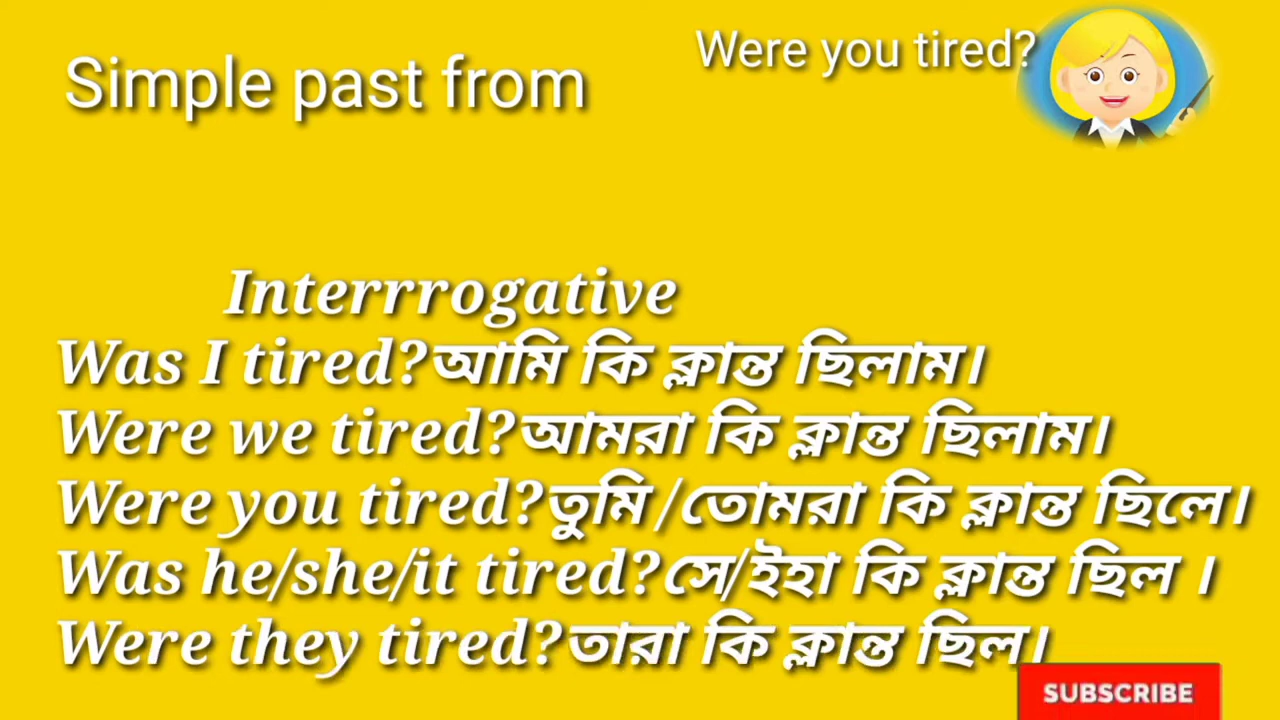 Simple past from
Were you tired?
Interrrogative
Was I tired?আমি কি ক্লান্ত ছিলাম।
Were we tired?আমরা কি ক্লান্ত ছিলাম।
Were you tired?তুমি/তোমরা কি ক্লান্ত ছিলে।
Was he/she/it tired?সে/ইহা কি ক্লান্ত ছিল ।
Were they tired?তারা কি ক্লান্ত ছিল।
SUBSCRIBE